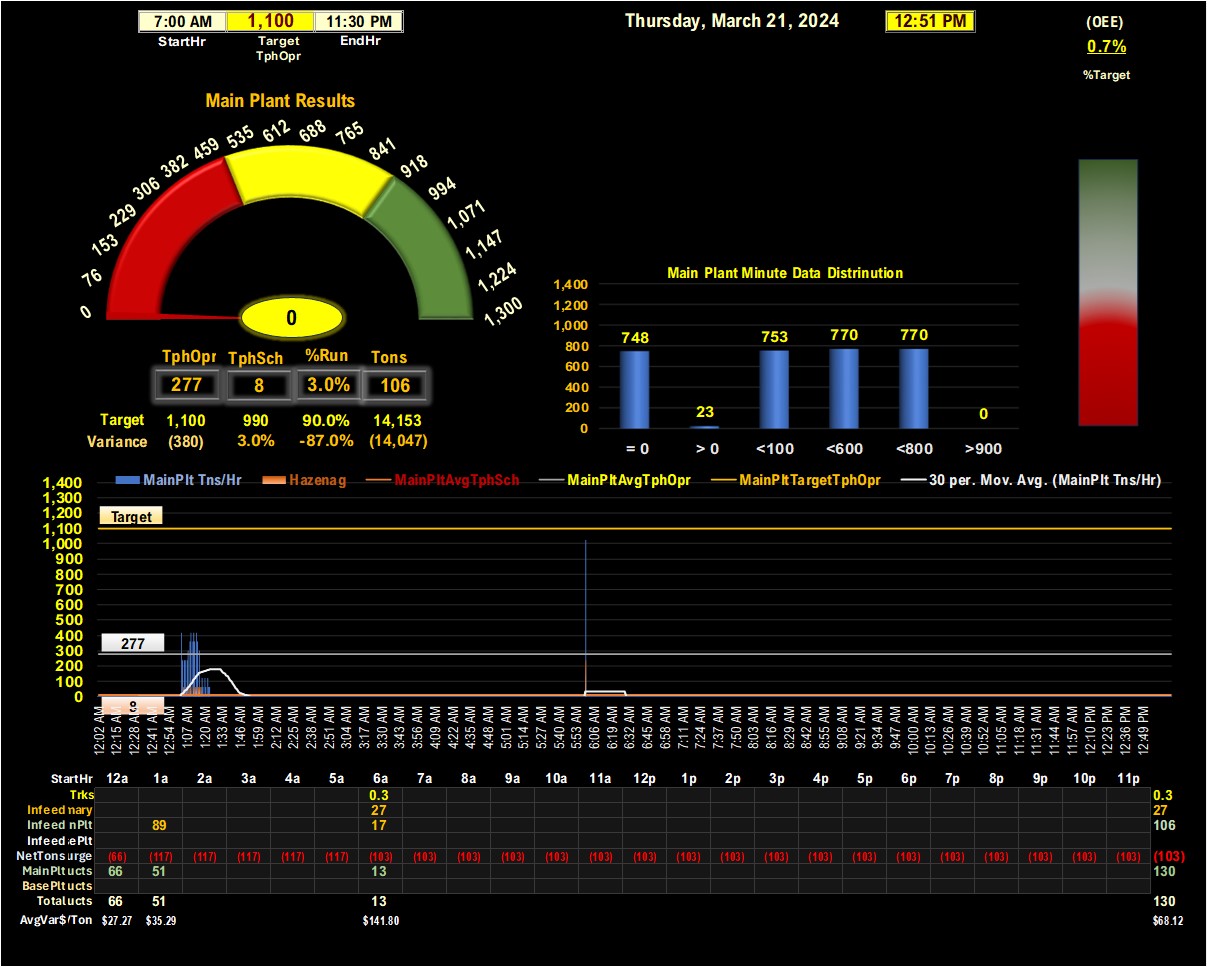 7:00 AM 1,100 11:30 PM
StartHr Target TphOpr EndHr
Thursday, March 21, 2024
12:51 PM
(OEE)
0.7%
%Target
Main Plant Results
0 76 153 229 306 382 459 535 612 688 765 841 918 994 1,071 1,147 1,224 1,300
0
TphOpr TphSch %Run Tons
277 8 3.0% 106
Target 1,100 990 90.0% 14,153
Variance (380) 3.0% -87.0% (14,047)
Main Plant Minute Data Distrinution
1,400
1,200
1,000
800
600
400
200
0
748 23 753 770 770 0
= 0 > 0 <100 <600 <800 >900
MainPlt Tns/Hr Hazenag MainPltAvgTphSch MainPltAvgTphOpr MainPltTargetTphOpr 30 per. Mov. Avg. (MainPlt Tns/Hr)
1,400
1,300
1,200
1,100
1,000
900
800
700
600
500
400
300
200
100
0
Target
277
8
12:02 AM 12:15 AM 12:28 AM 12:41 AM 12:54 AM 1:07 AM 1:20 AM 1:33 AM 1:46 AM 1:59 AM 2:12 AM 2:25 AM 2:38 AM 2:51 AM 3:04 AM 3:17 AM 3:30 AM 3:43 AM 3:56 AM 4:09 AM 4:22 AM 4:35 AM 4:48 AM 5:01 AM 5:14 AM 5:27 AM 5:40 AM 5:53 AM 6:06 AM 6:19 AM 6:32 AM 6:45 AM 6:58 AM 7:11 AM 7:24 AM 7:37 AM 7:50 AM 8:03 AM 8:16 AM 8:29 AM 8:42 AM 8:55 AM 9:08 AM 9:21 AM 9:34 AM 9:47 AM 10:00 AM 10:13 AM 10:26 AM 10:39 AM 10:52 AM 11:05 AM 11:18 AM 11:31 AM 11:44 AM 11:57 AM 12:10 PM 12:23 PM 12:36 PM 12:49 PM
StartHr 12a 1a 2a 3a 4a 5a 6a 7a 8a 9a 10a 11a 12p 1p 2p 3p 4p 5p 6p 7p 8p 9p 10p 11p
Trks 0.3 0.3
Infeed nary 27 27
Infeed nPlt 89 17 106
Infeed ePlt
NetTons urge (66) (117) (117) (117) (117) (117) (103) (103) (103) (103) (103) (103) (103) (103) (103) (103) (103) (103) (103) (103) (103) (103) (103) (103) (103)
MainPlt ucts 66 51 13 130
BasePlt ucts
Total ucts 66 51 13 130
AvgVar$/Ton $27.27 $35.29 $141.80 $68.12